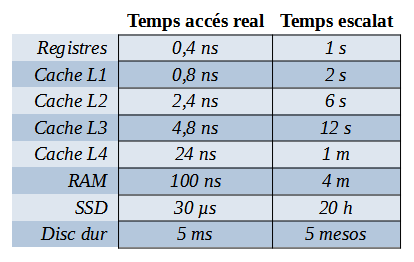 Temps accés real Temps escalat
Registres 0,4 ns 1 s
Cache L1 0,8 ns 2 s
Cache L2 2,4 ns 6 s
Cache L3 4,8 ns 12 s
Cache L4 24 ns 1 m
RAM 100 ns 4 m
SSD 30 µs 20 h
Disc dur 5 ms 5 mesos